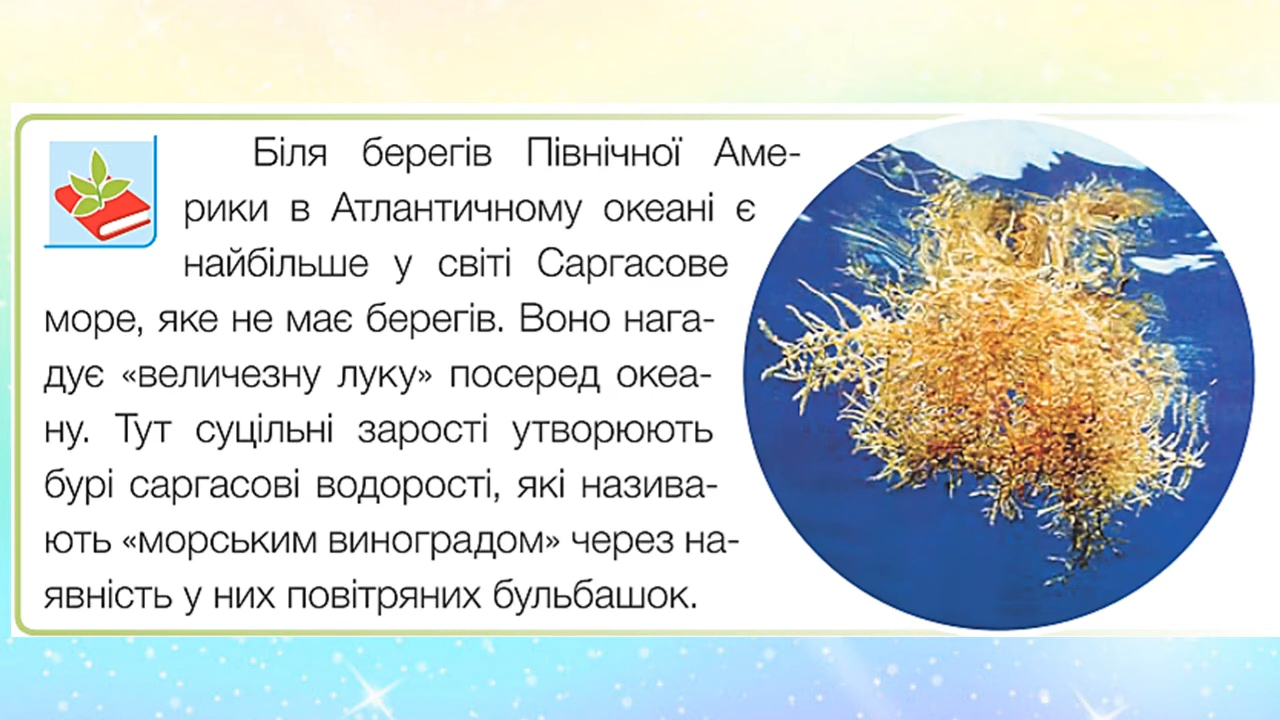 Біля берегів Північної Аме-
рики в Атлантичному океані є
найбільше у світі Саргасове
море, яке не має берегів. Воно нага-
дує «величезну луку» посеред океа-
ну. Тут суцільні зарості утворюють
бурі саргасові водорості, які назива-
ють «морським виноградом» через на-
явність у них повітряних бульбашок.